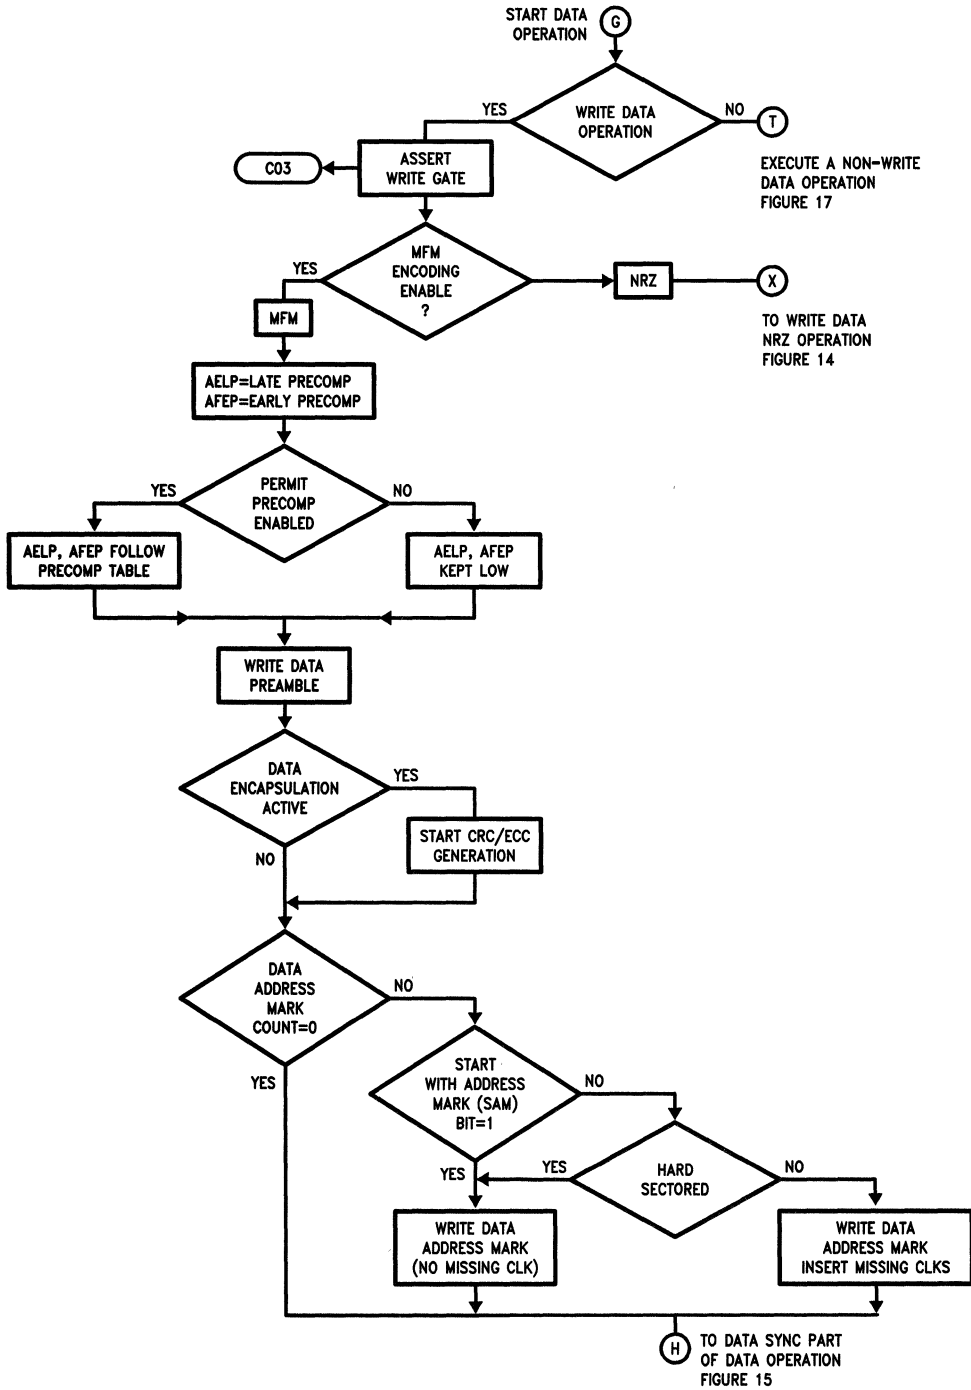 START DATA
OPERATION
G
WRITE DATA
OPERATION
YES
NO
T
EXECUTE A NON-WRITE
DATA OPERATION
FIGURE 17
ASSERT
WRITE GATE
C03
MFM
ENCODING
ENABLE
?
YES
NRZ
X
TO WRITE DATA
NRZ OPERATION
FIGURE 14
MFM
AELP=LATE PRECOMP
AFEP=EARLY PRECOMP
PERMIT
PRECOMP
ENABLED
YES
NO
AELP, AFEP FOLLOW
PRECOMP TABLE
AELP, AFEP
KEPT LOW
WRITE DATA
PREAMBLE
DATA
ENCAPSULATION
ACTIVE
YES
NO
START CRC/ECC
GENERATION
DATA
ADDRESS
MARK
COUNT=0
NO
YES
START
WITH ADDRESS
MARK (SAM)
BIT=1
NO
YES
HARD
SECTORED
YES
NO
WRITE DATA
ADDRESS MARK
(NO MISSING CLK)
WRITE DATA
ADDRESS MARK
INSERT MISSING CLKS
H
TO DATA SYNC PART
OF DATA OPERATION
FIGURE 15